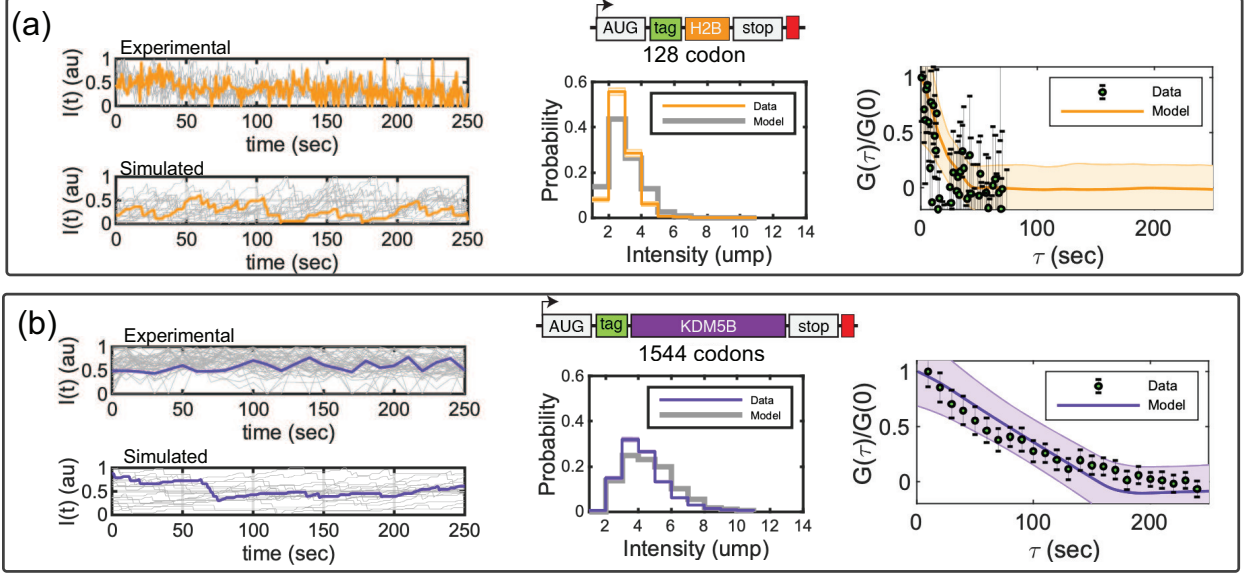 (a)
Experimental
I(t) (au)
1
0.5
0
0 50 100 150 200 250
time (sec)
Simulated
I(t) (au)
1
0.5
0
0 50 100 150 200 250
time (sec)
AUG tag H2B stop
128 codon
Probability
0.6
0.4
0.2
0.0
2 4 6 8 10 12 14
Intensity (ump)
Data
Model
G(τ)/G(0)
1
0.5
0
0 100 200
τ (sec)
Data
Model
(b)
Experimental
I(t) (au)
1
0.5
0
0 50 100 150 200 250
time (sec)
Simulated
I(t) (au)
1
0.5
0
0 50 100 150 200 250
time (sec)
AUG tag KDM5B stop
1544 codons
Probability
0.6
0.4
0.2
0.0
2 4 6 8 10 12 14
Intensity (ump)
Data
Model
G(τ)/G(0)
1
0.5
0
0 100 200
τ (sec)
Data
Model